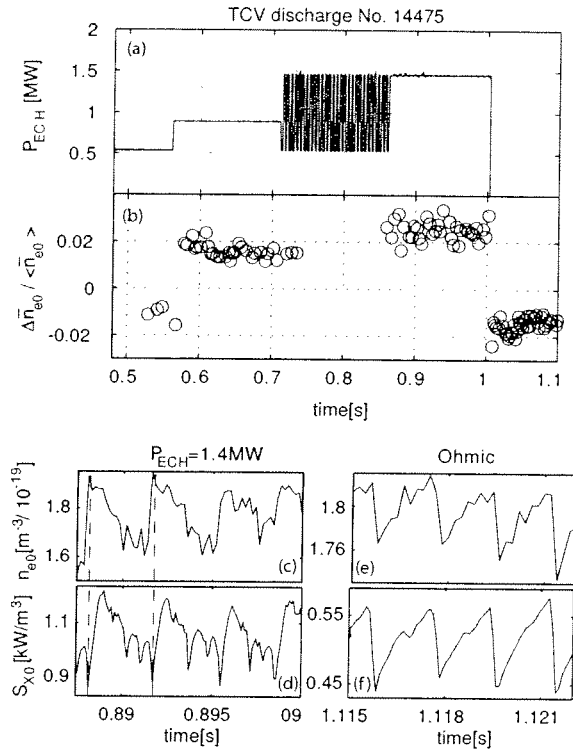 TCV discharge No. 14475
(a)
P_ECH [MW]
2
1.5
1
0.5
(b)
Δn̄_e0 / <n̄_e0>
0.02
0
-0.02
0.5 0.6 0.7 0.8 0.9 1 1.1
time[s]
P_ECH=1.4MW
Ohmic
n_e0[m⁻³/ 10⁻¹⁹]
1.8
1.6
(c)
1.8
1.76
(e)
S_X0 [kW/m³]
1.1
0.9
(d)
0.55
0.45
(f)
0.89 0.895 09
time[s]
1.115 1.118 1.121
time[s]